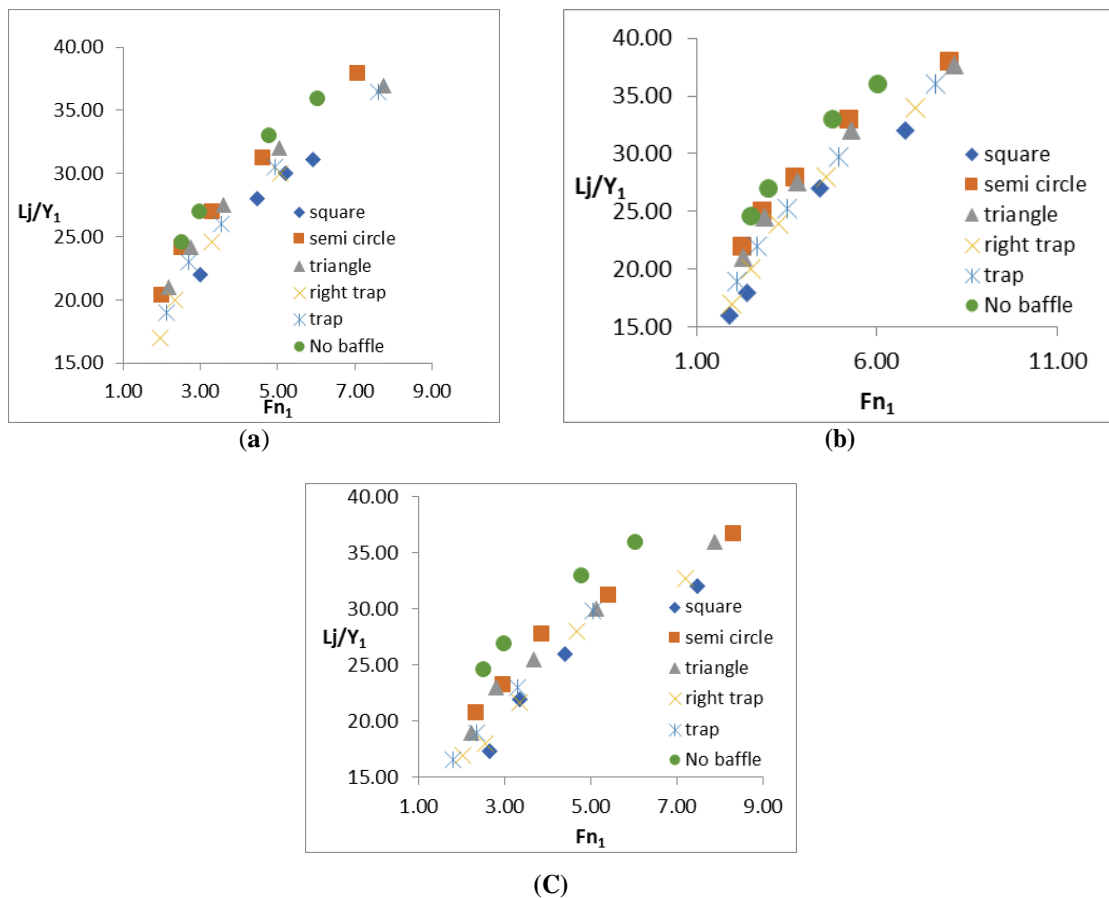 40.00
35.00
30.00
25.00
20.00
15.00
Lj/Y₁
square
semi circle
triangle
right trap
trap
No baffle
1.00 3.00 5.00 7.00 9.00
Fn₁
(a)
40.00
35.00
30.00
25.00
20.00
15.00
Lj/Y₁
square
semi circle
triangle
right trap
trap
No baffle
1.00 6.00 11.00
Fn₁
(b)
40.00
35.00
30.00
25.00
20.00
15.00
Lj/Y₁
square
semi circle
triangle
right trap
trap
No baffle
1.00 3.00 5.00 7.00 9.00
Fn₁
(C)